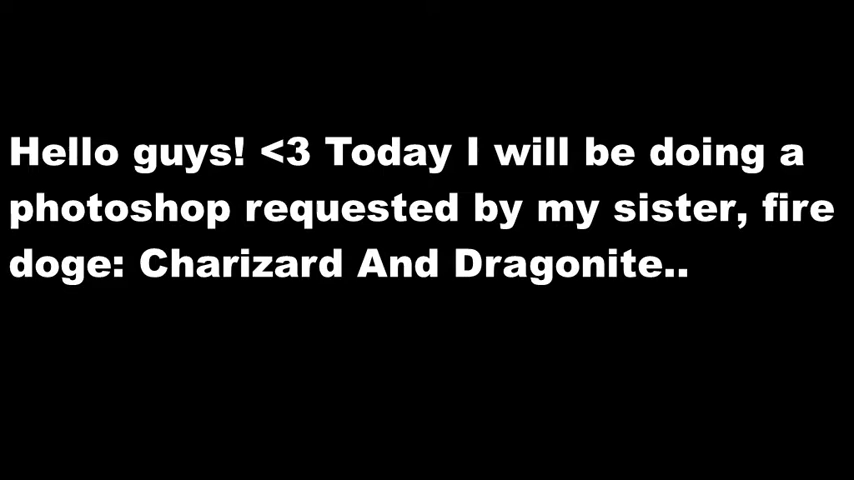 Hello guys! <3 Today I will be doing a
photoshop requested by my sister, fire
doge: Charizard And Dragonite..